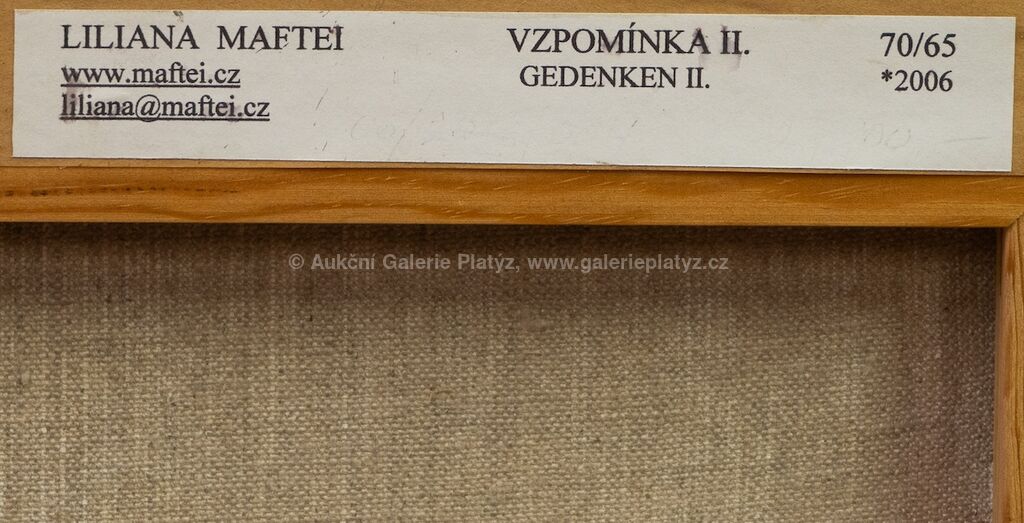 LILIANA MAFTEI
www.maftei.cz
liliana@maftei.cz
VZPOMÍNKA II.
GEDENKEN II.
70/65
*2006
© Aukční Galerie Platýz, www.galerieplatyz.cz